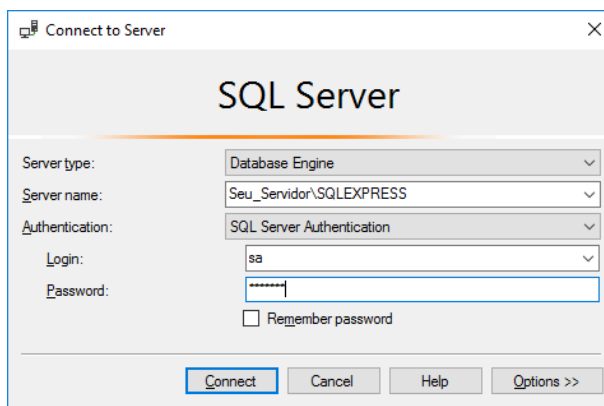 Connect to Server
SQL Server
Server type: Database Engine
Server name: Seu_Servidor\SQLEXPRESS
Authentication: SQL Server Authentication
Login: sa
Password: *******
Remember password
Connect Cancel Help Options >>